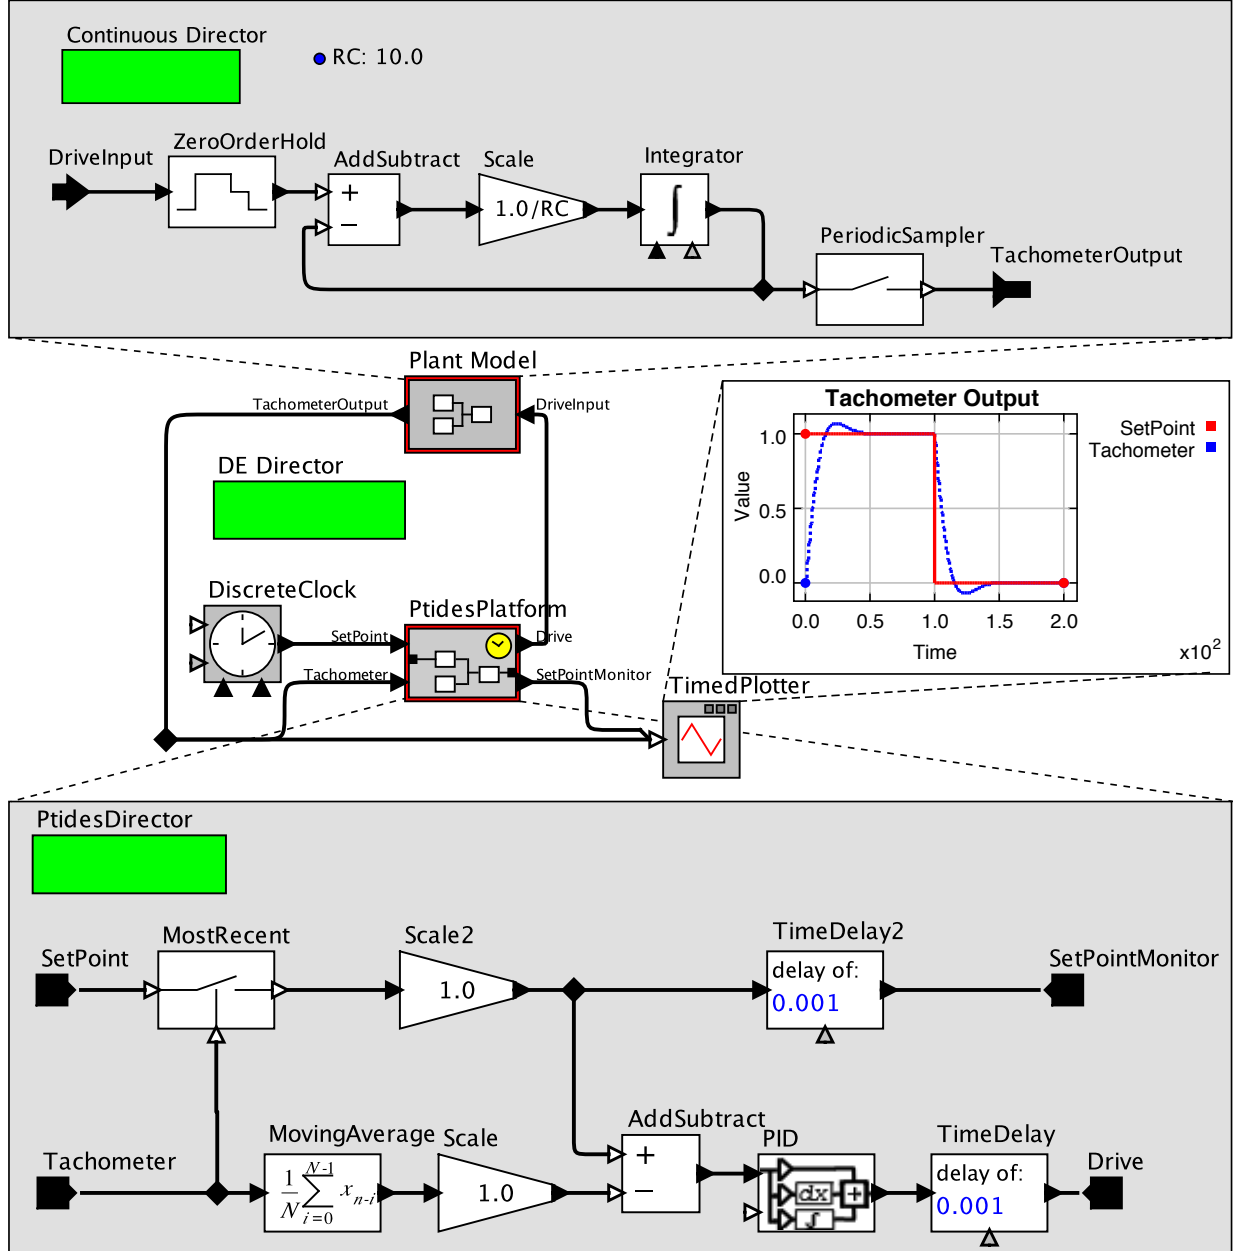 Continuous Director
RC: 10.0
DriveInput
ZeroOrderHold
AddSubtract
Scale
Integrator
+
−
1.0/RC
∫
PeriodicSampler
TachometerOutput
Plant Model
TachometerOutput
DriveInput
DE Director
Tachometer Output
SetPoint
Tachometer
Value
1.0
0.5
0.0
0.0 0.5 1.0 1.5 2.0
Time
x10²
DiscreteClock
PtidesPlatform
SetPoint
Drive
Tachometer
SetPointMonitor
TimedPlotter
PtidesDirector
SetPoint
MostRecent
Scale2
1.0
TimeDelay2
delay of:
0.001
SetPointMonitor
Tachometer
MovingAverage
1/N ∑ i=0 N-1 x n-i
Scale
1.0
AddSubtract
+
−
PID
dx
∫
+
TimeDelay
delay of:
0.001
Drive